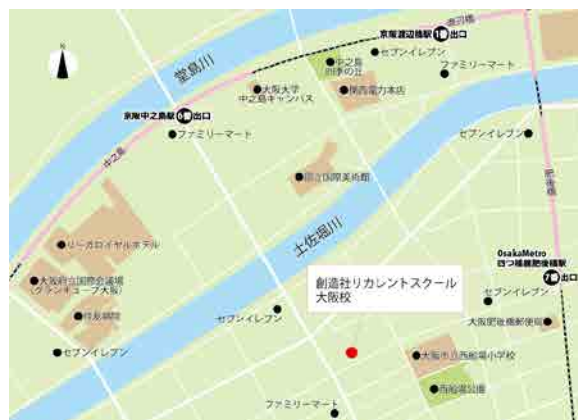 渡辺橋
京阪渡辺橋駅 1番 出口
セブンイレブン
N
堂島川
中之島
四季の丘
ファミリーマート
大阪大学
中之島キャンパス
関西電力本店
京阪中之島駅 6番 出口
ファミリーマート
セブンイレブン
中之島
国立国際美術館
肥後橋
土佐堀川
リーガロイヤルホテル
OsakaMetro
四つ橋線肥後橋駅
7番 出口
大阪府立国際会議場
(グランキューブ大阪)
創造社リカレントスクール
大阪校
セブンイレブン
住友病院
セブンイレブン
大阪肥後橋郵便局
セブンイレブン
大阪市立西船場小学校
西船場公園
ファミリーマート